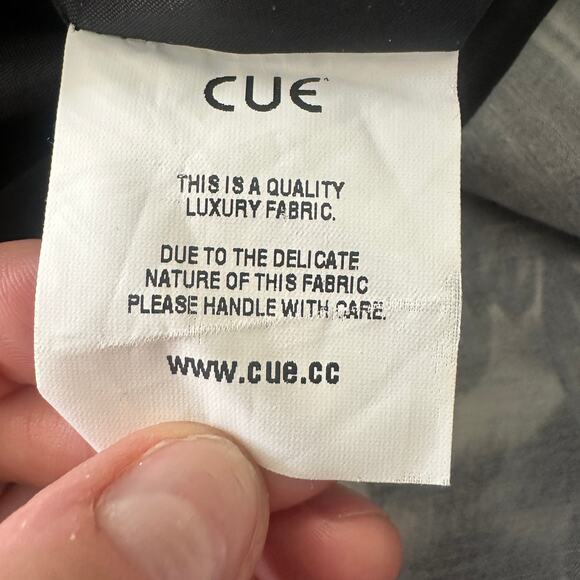 CUE
THIS IS A QUALITY
LUXURY FABRIC.
DUE TO THE DELICATE
NATURE OF THIS FABRIC
PLEASE HANDLE WITH CARE.
www.cue.cc